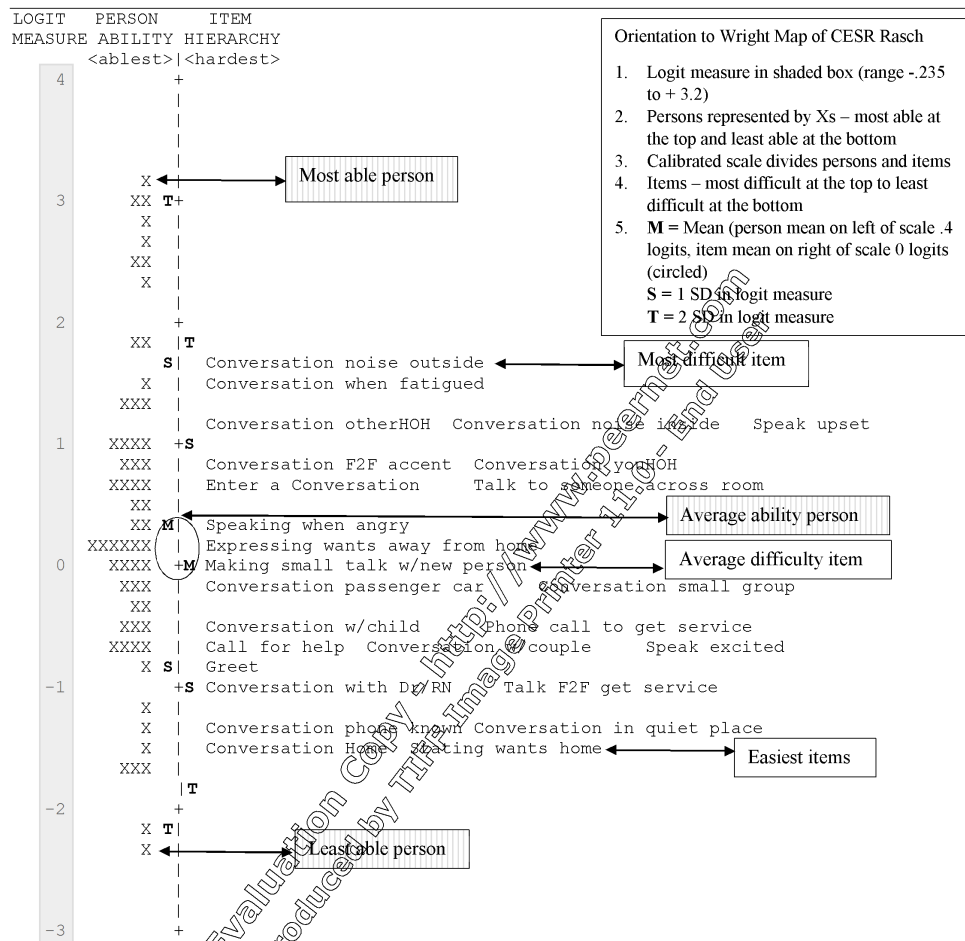 LOGIT PERSON ITEM
MEASURE ABILITY HIERARCHY
<ablest>|<hardest>
4 +
|
|
|
|
X | Most able person
3 XX T+
X |
X |
XX |
X |
|
2 +
XX |T
S| Conversation noise outside Most difficult item
X | Conversation when fatigued
XXX |
| Conversation otherHOH Conversation noise inside Speak upset
1 XXXX +S
XXX | Conversation F2F accent Conversation youHOH
XXXX | Enter a Conversation Talk to someone across room
XX | Average ability person
XX M| Speaking when angry
XXXXXX | Expressing wants away from home
0 XXXX +M Making small talk w/new person Average difficulty item
XXX | Conversation passenger car Conversation small group
XX |
XXX | Conversation w/child Phone call to get service
XXXX | Call for help Conversation w/couple Speak excited
X S| Greet
-1 +S Conversation with Dr/RN Talk F2F get service
X |
X | Conversation phone known Conversation in quiet place
X | Conversation Home Stating wants home Easiest items
XXX |
|T
-2 +
X T|
X | Least able person
|
|
|
-3 +
Orientation to Wright Map of CESR Rasch
1. Logit measure in shaded box (range -.235
to + 3.2)
2. Persons represented by Xs – most able at
the top and least able at the bottom
3. Calibrated scale divides persons and items
4. Items – most difficult at the top to least
difficult at the bottom
5. M = Mean (person mean on left of scale .4
logits, item mean on right of scale 0 logits
(circled)
S = 1 SD in logit measure
T = 2 SD in logit measure
Evaluation Copy – http://www.peernet.com
roduced by TIFF Image Printer 11.0 – End User